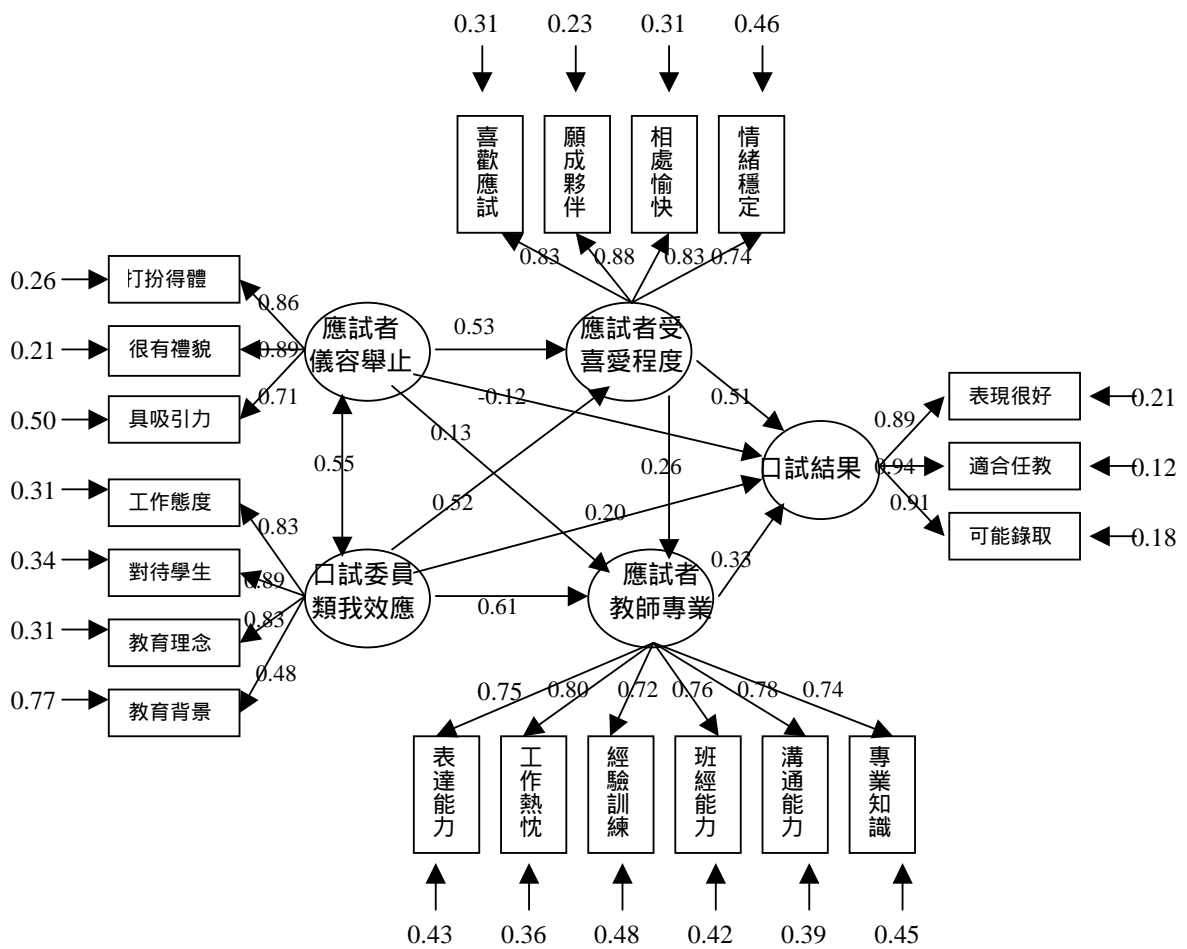 0.31 0.23 0.31 0.46
喜歡應試
願成夥伴
相處愉快
情緒穩定
0.83 0.88 0.83 0.74
0.26 打扮得體 0.86
0.21 很有禮貌 0.89
0.50 具吸引力 0.71
應試者
儀容舉止
0.53
應試者受
喜愛程度
-0.12
0.51
0.13
0.55
0.26
0.52
0.20
口試結果
0.89 表現很好 0.21
0.94 適合任教 0.12
0.91 可能錄取 0.18
0.31 工作態度 0.83
0.34 對待學生 0.89
0.31 教育理念 0.83
0.77 教育背景 0.48
口試委員
類我效應
0.61
應試者
教師專業
0.33
0.75 0.80 0.72 0.76 0.78 0.74
表達能力
工作熱忱
經驗訓練
班經能力
溝通能力
專業知識
0.43 0.36 0.48 0.42 0.39 0.45